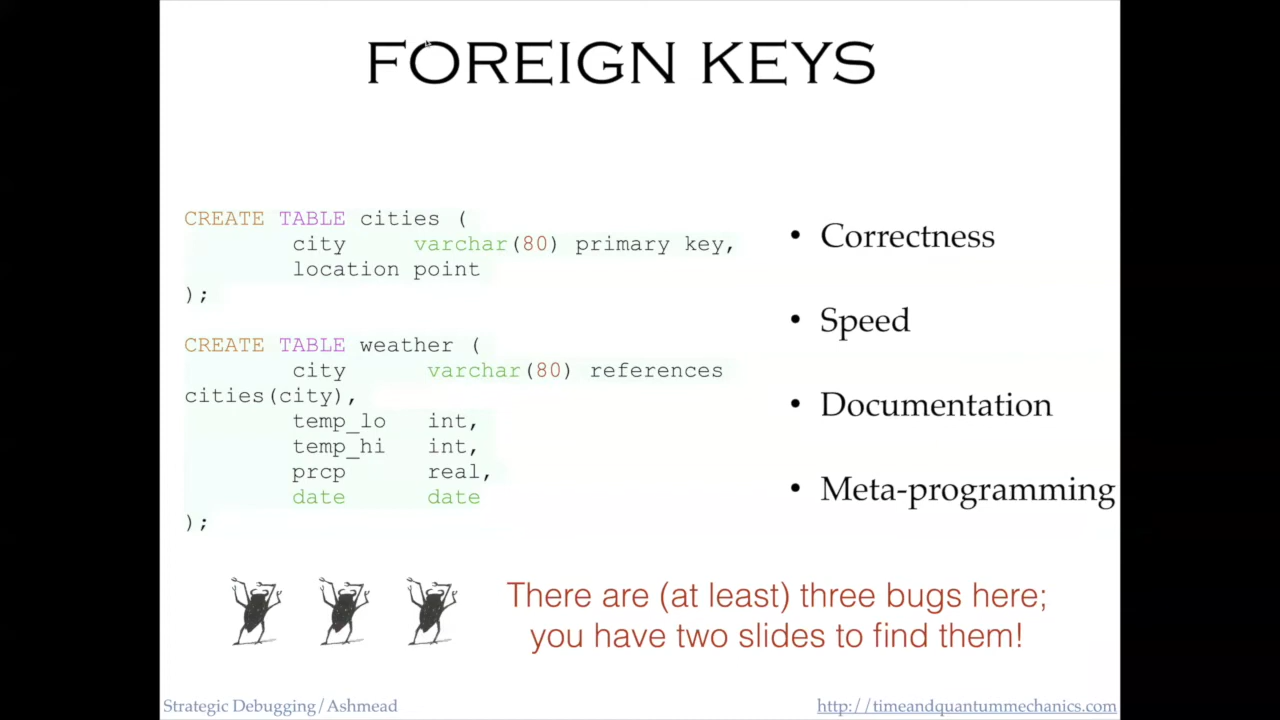 FOREIGN KEYS
CREATE TABLE cities (
city varchar(80) primary key,
location point
);
CREATE TABLE weather (
city varchar(80) references
cities(city),
temp_lo int,
temp_hi int,
prcp real,
date date
);
• Correctness
• Speed
• Documentation
• Meta-programming
There are (at least) three bugs here;
you have two slides to find them!
Strategic Debugging/Ashmead
http://timeandquantummechanics.com